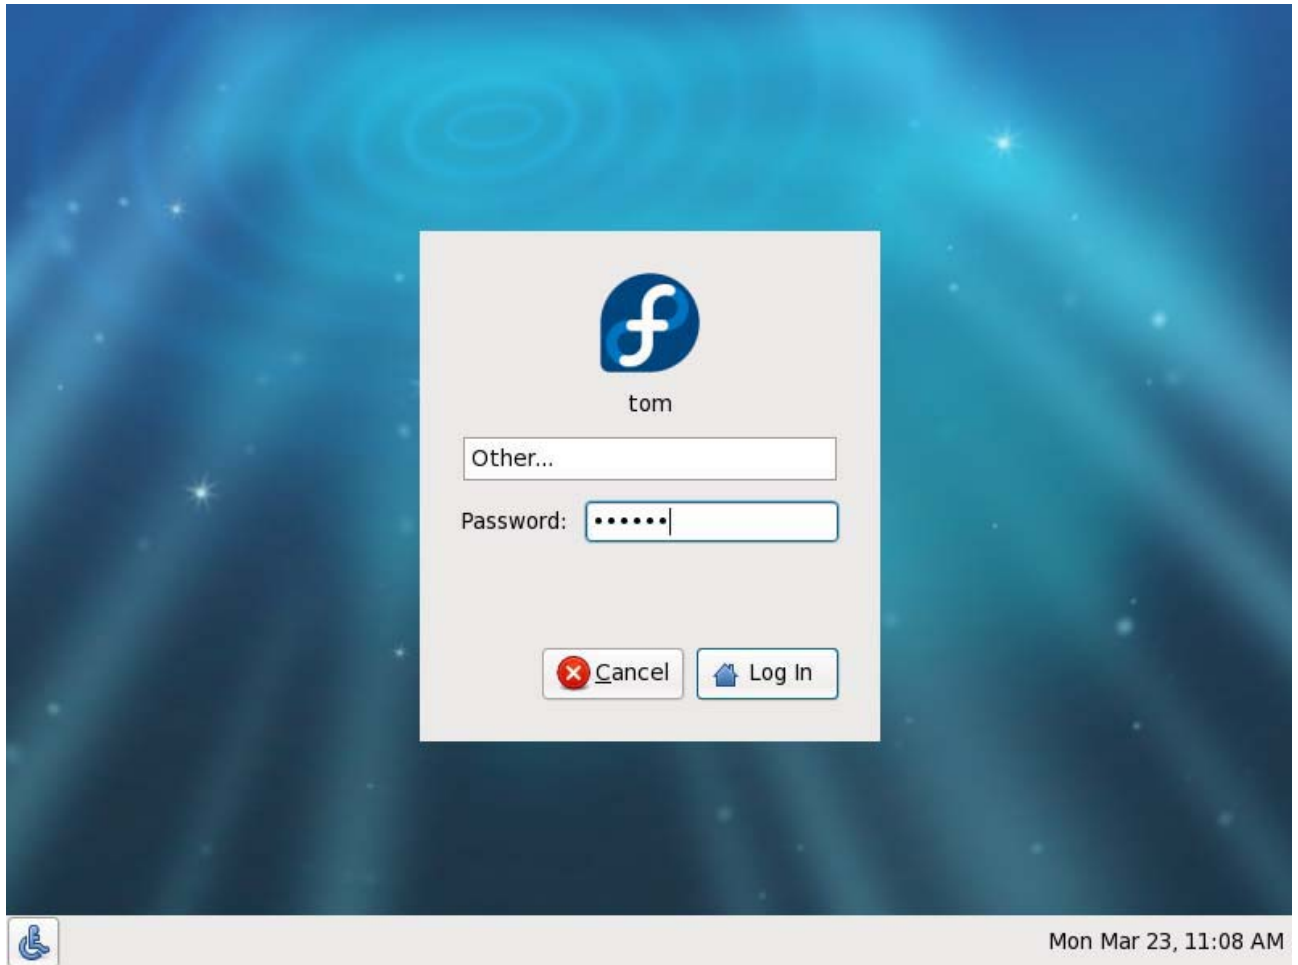 tom
Other...
Password: ••••••
Cancel
Log In
Mon Mar 23, 11:08 AM